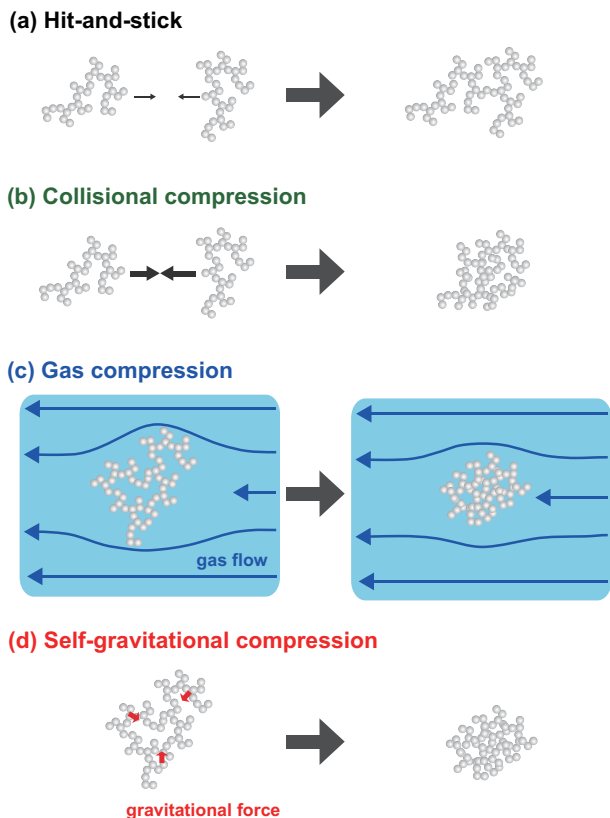 (a) Hit-and-stick
(b) Collisional compression
(c) Gas compression
gas flow
(d) Self-gravitational compression
gravitational force